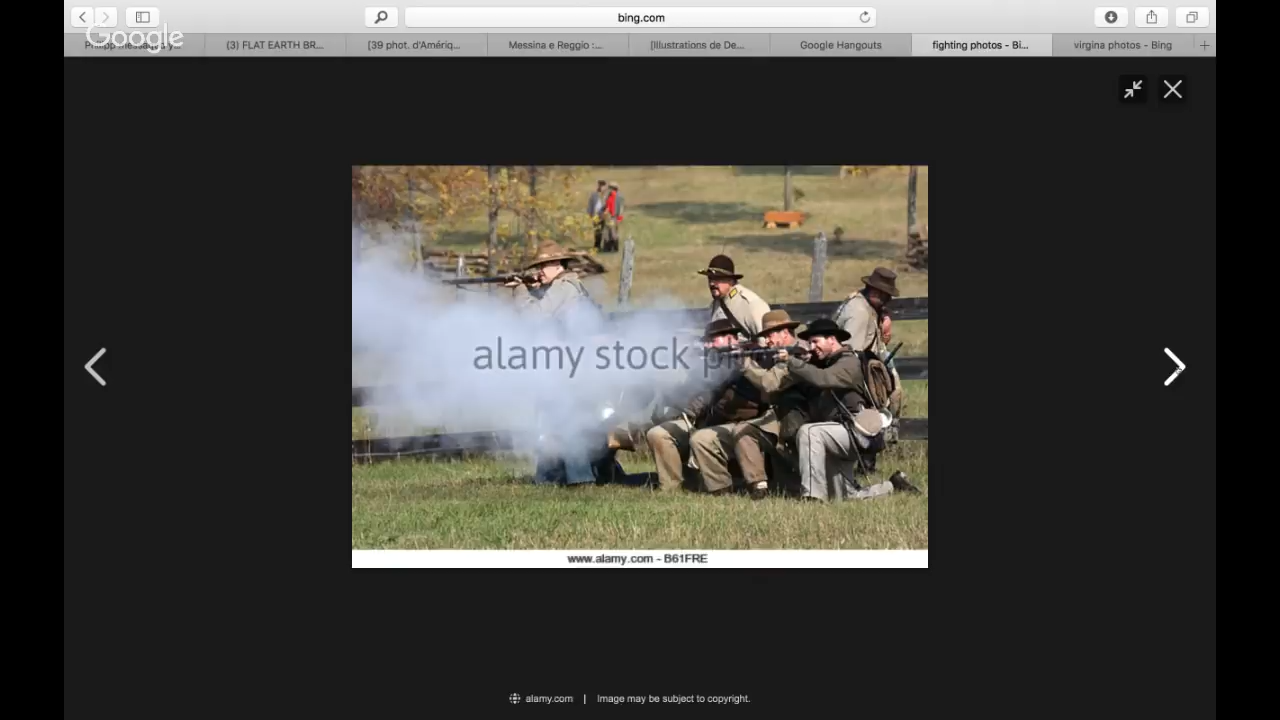 bing.com
Google
(3) FLAT EARTH BR...
[39 phot. d'Amériq...
Messina e Reggio :...
[Illustrations de De...
Google Hangouts
fighting photos - Bi...
virgina photos - Bing
alamy stock photo
www.alamy.com - B61FRE
alamy.com | Image may be subject to copyright.